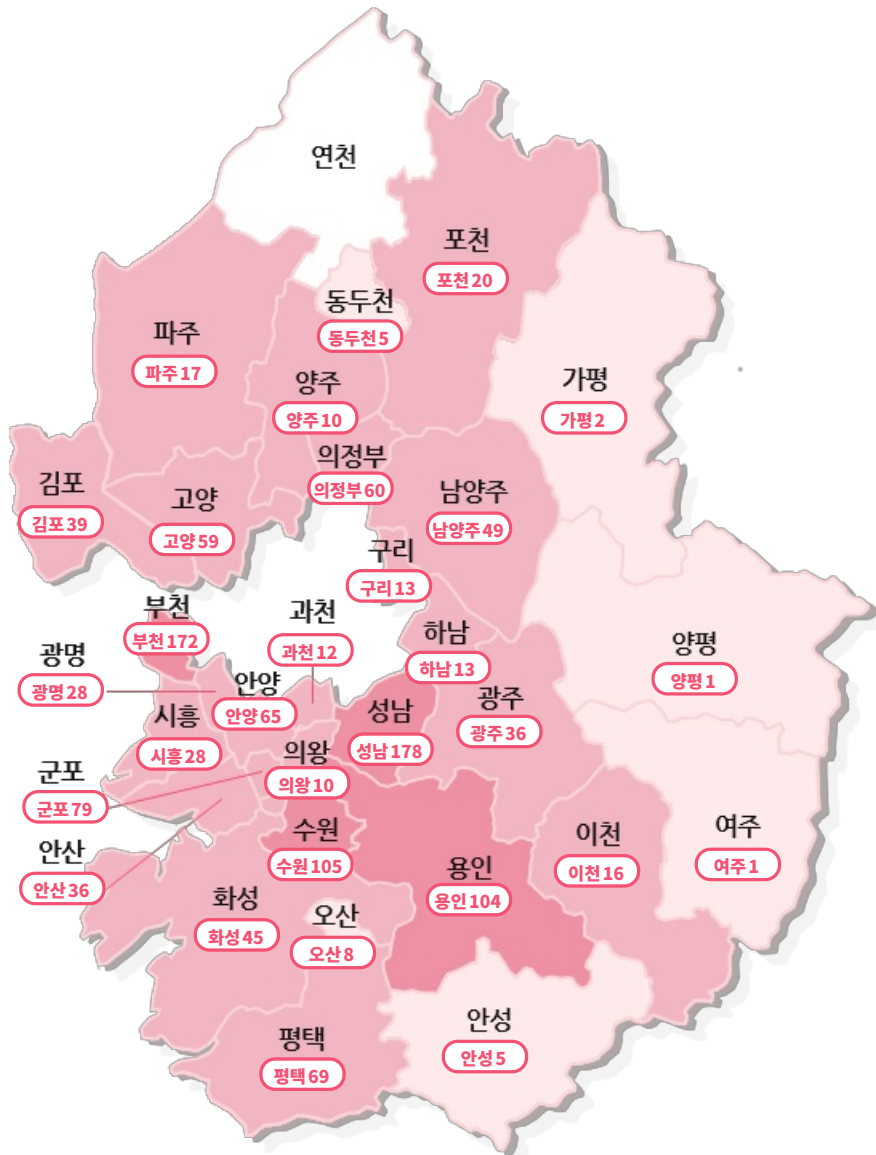 연천
포천
포천 20
동두천
동두천 5
파주
파주 17
양주
양주 10
가평
가평 2
의정부
의정부 60
김포
김포 39
고양
고양 59
남양주
남양주 49
구리
구리 13
부천
부천 172
과천
과천 12
하남
하남 13
양평
양평 1
광명
광명 28
안양
안양 65
시흥
시흥 28
성남
성남 178
광주
광주 36
의왕
의왕 10
군포
군포 79
수원
수원 105
이천
이천 16
여주
여주 1
안산
안산 36
용인
용인 104
화성
화성 45
오산
오산 8
안성
안성 5
평택
평택 69